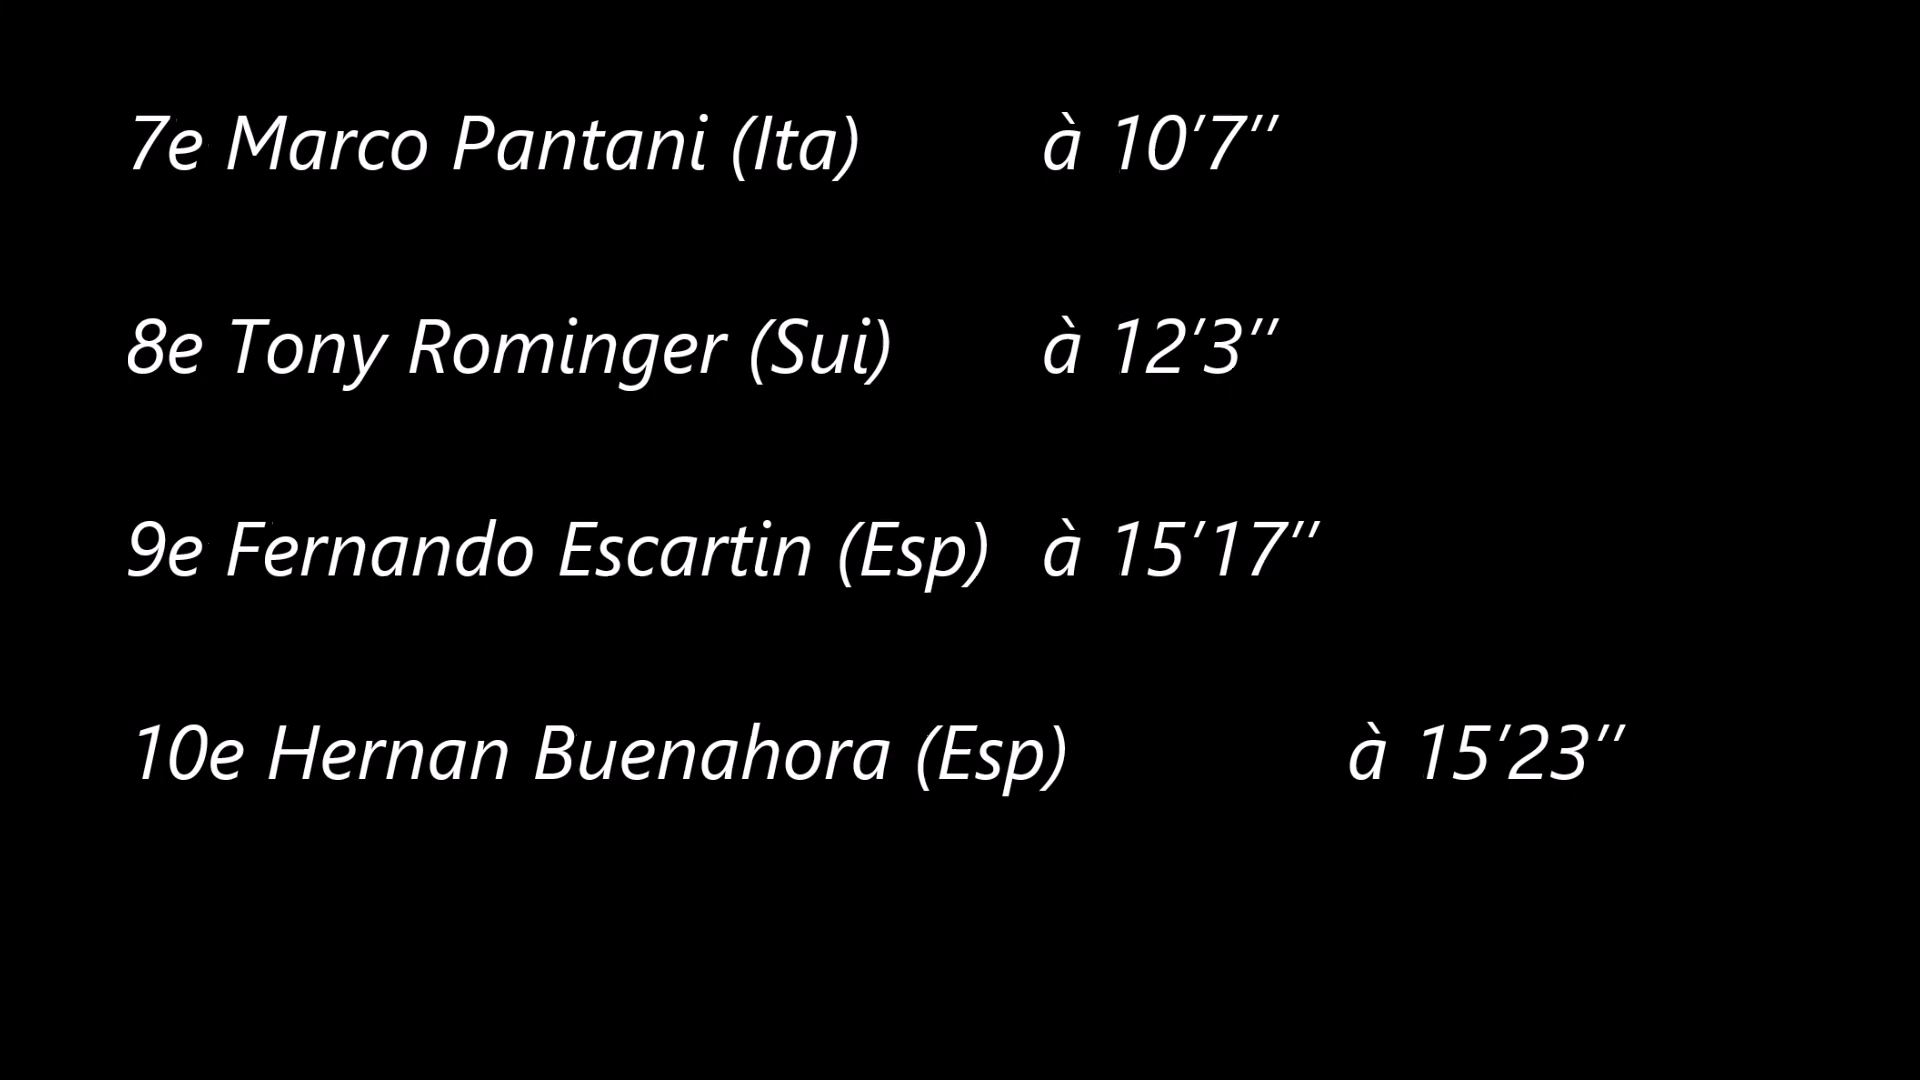 7e Marco Pantani (Ita) à 10’7’’
8e Tony Rominger (Sui) à 12’3’’
9e Fernando Escartin (Esp) à 15’17’’
10e Hernan Buenahora (Esp) à 15’23’’